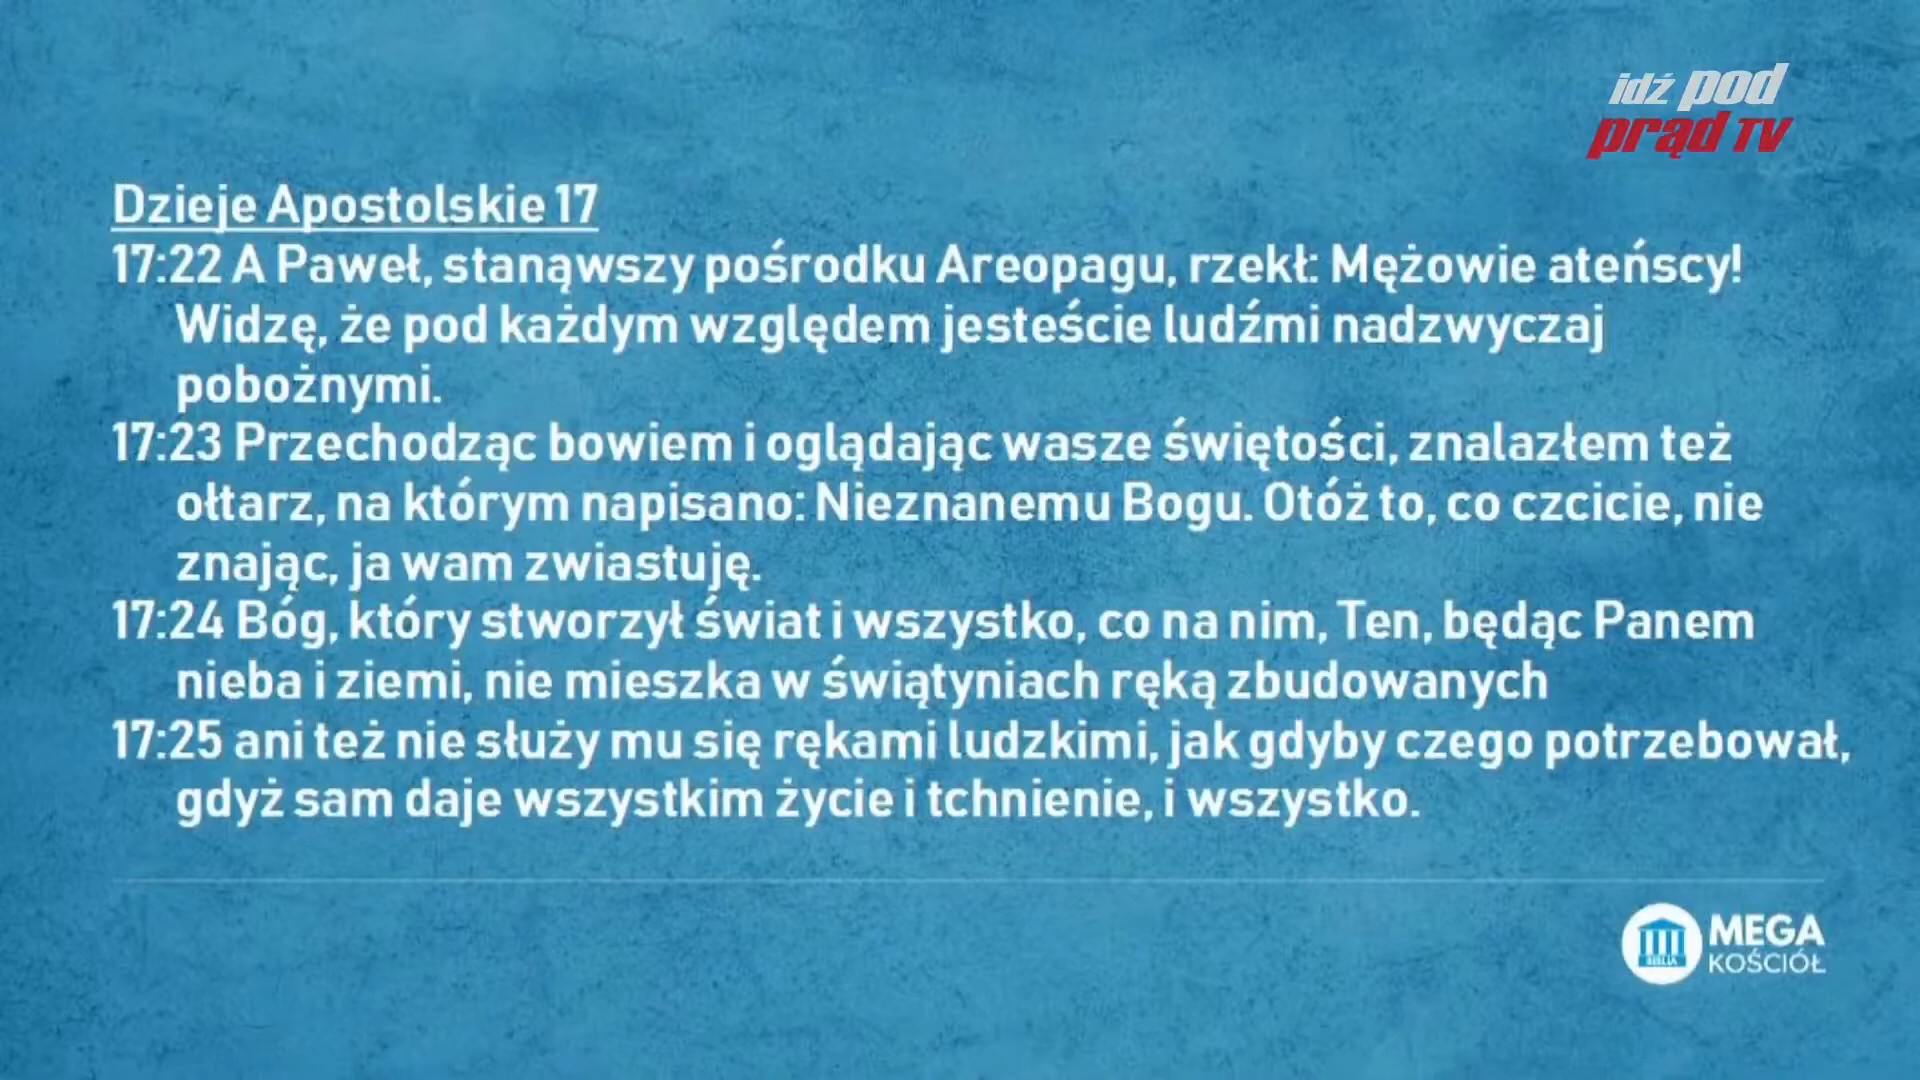 idź pod
prąd TV
Dzieje Apostolskie 17
17:22 A Paweł, stanąwszy pośrodku Areopagu, rzekł: Mężowie ateńscy!
Widzę, że pod każdym względem jesteście ludźmi nadzwyczaj
pobożnymi.
17:23 Przechodząc bowiem i oglądając wasze świętości, znalazłem też
ołtarz, na którym napisano: Nieznanemu Bogu. Otóż to, co czcicie, nie
znając, ja wam zwiastuję.
17:24 Bóg, który stworzył świat i wszystko, co na nim, Ten, będąc Panem
nieba i ziemi, nie mieszka w świątyniach ręką zbudowanych
17:25 ani też nie służy mu się rękami ludzkimi, jak gdyby czego potrzebował,
gdyż sam daje wszystkim życie i tchnienie, i wszystko.
BIBLIA
MEGA
KOŚCIÓŁ